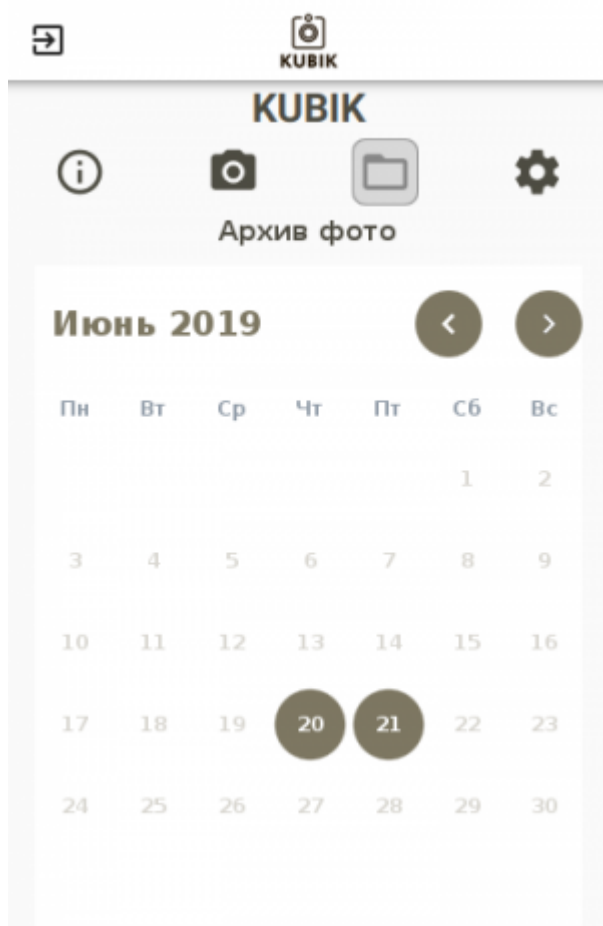 KUBIK
KUBIK
Архив фото
Июнь 2019
Пн Вт Ср Чт Пт Сб Вс
1 2
3 4 5 6 7 8 9
10 11 12 13 14 15 16
17 18 19 20 21 22 23
24 25 26 27 28 29 30